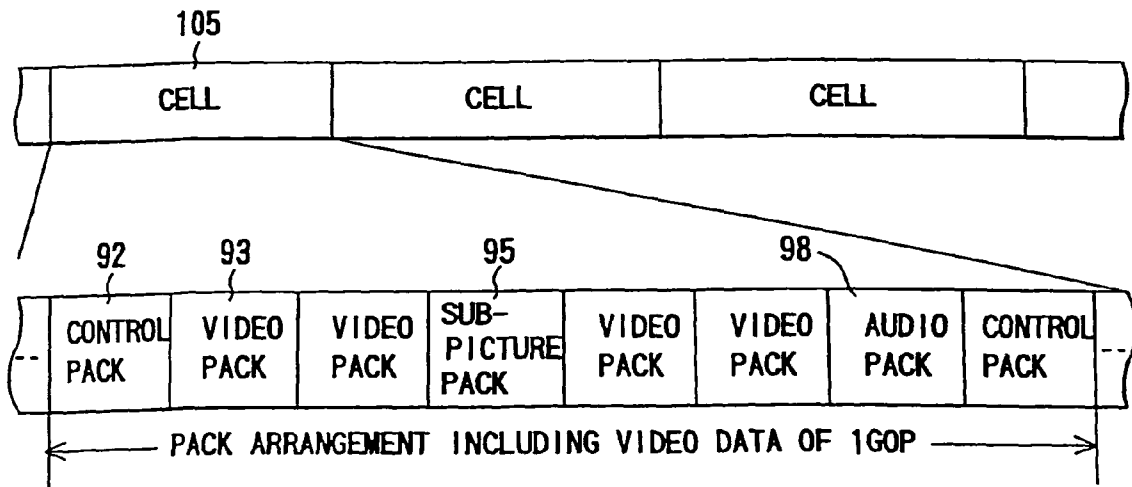 105
CELL CELL CELL
92 93 95 98
CONTROL PACK
VIDEO PACK
VIDEO PACK
SUB-PICTURE PACK
VIDEO PACK
VIDEO PACK
AUDIO PACK
CONTROL PACK
-- --
PACK ARRANGEMENT INCLUDING VIDEO DATA OF 1GOP